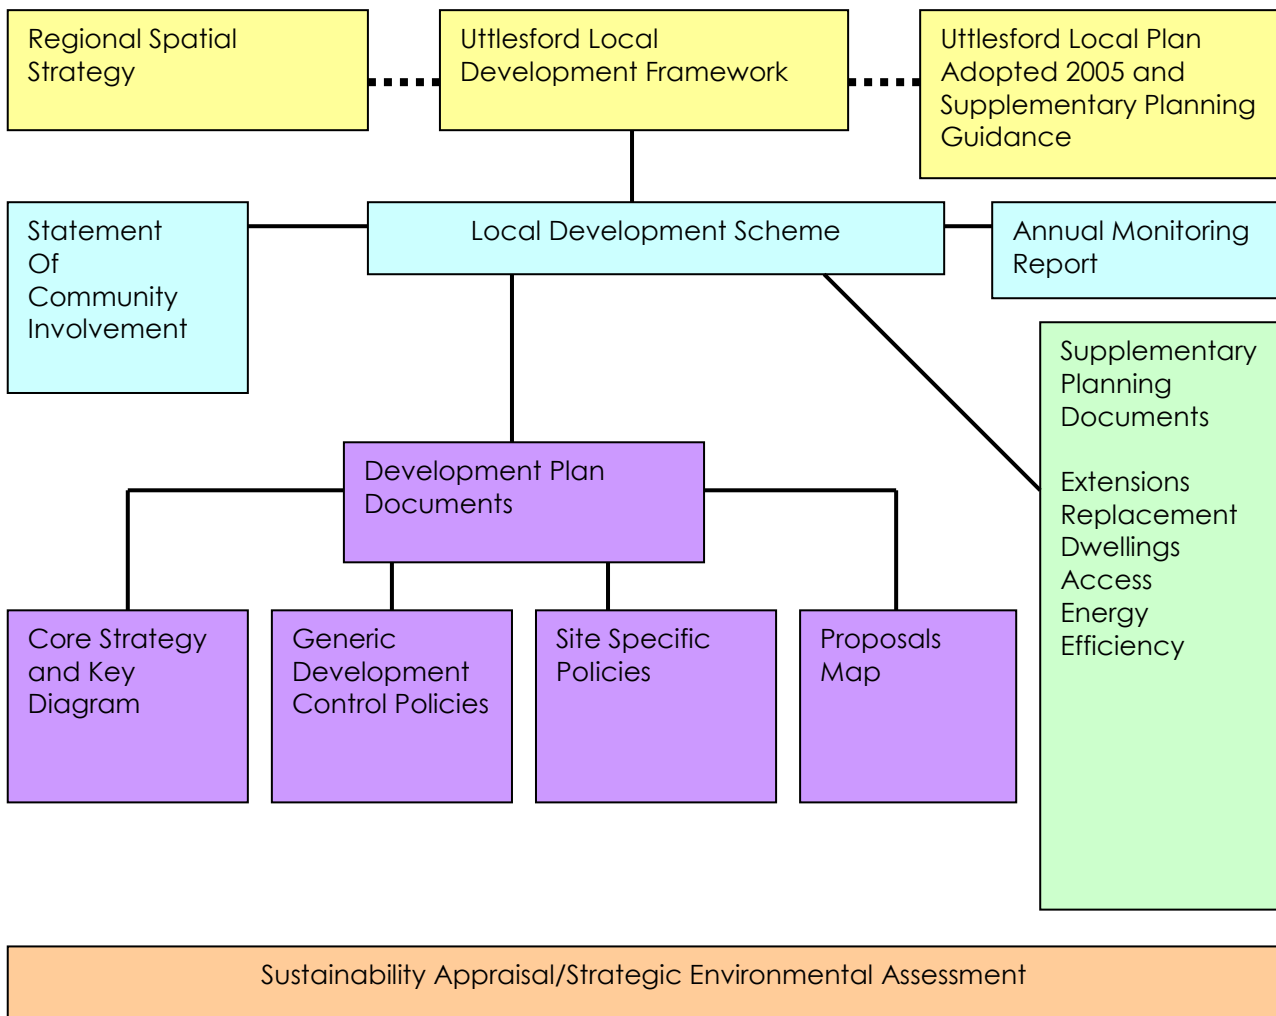 Regional Spatial
Strategy
Uttlesford Local
Development Framework
Uttlesford Local Plan
Adopted 2005 and
Supplementary Planning
Guidance
Statement
Of
Community
Involvement
Local Development Scheme
Annual Monitoring
Report
Supplementary
Planning
Documents
Extensions
Replacement
Dwellings
Access
Energy
Efficiency
Development Plan
Documents
Core Strategy
and Key
Diagram
Generic
Development
Control Policies
Site Specific
Policies
Proposals
Map
Sustainability Appraisal/Strategic Environmental Assessment